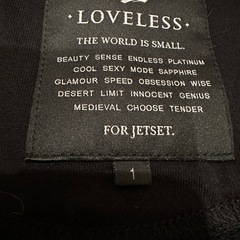 LOVELESS.
THE WORLD IS SMALL.
BEAUTY SENSE ENDLESS PLATINUM
COOL SEXY MODE SAPPHIRE
GLAMOUR SPEED OBSESSION WISE
DESERT LIMIT INNOCENT GENIUS
MEDIEVAL CHOOSE TENDER
FOR JETSET.
1